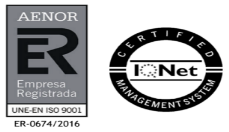 AENOR
ER
Empresa
Registrada
UNE-EN ISO 9001
ER-0674/2016
CERTIFIED
IQNet
MANAGEMENT SYSTEM